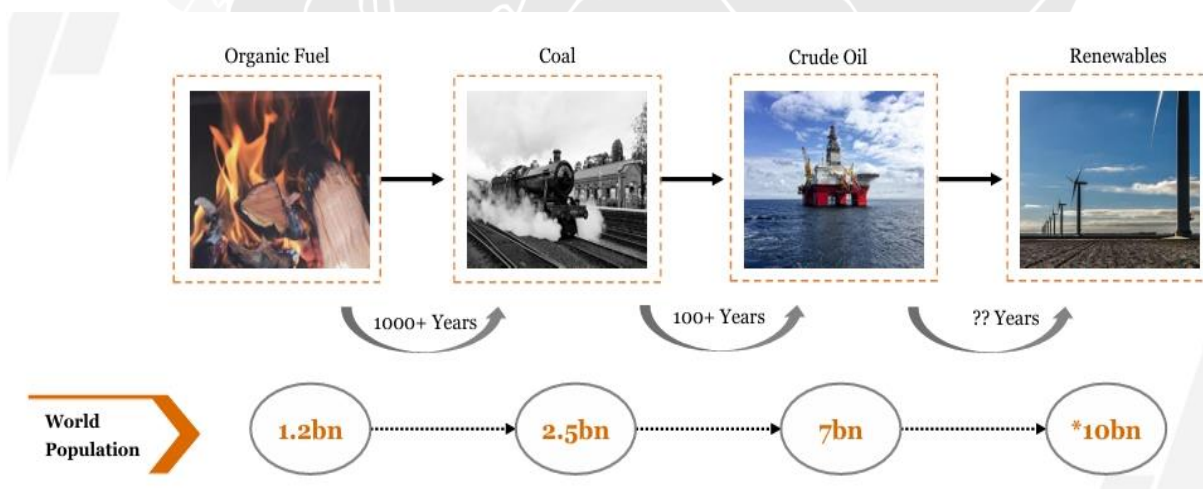 Organic Fuel
Coal
Crude Oil
Renewables
1000+ Years
100+ Years
?? Years
World
Population
1.2bn
2.5bn
7bn
*10bn